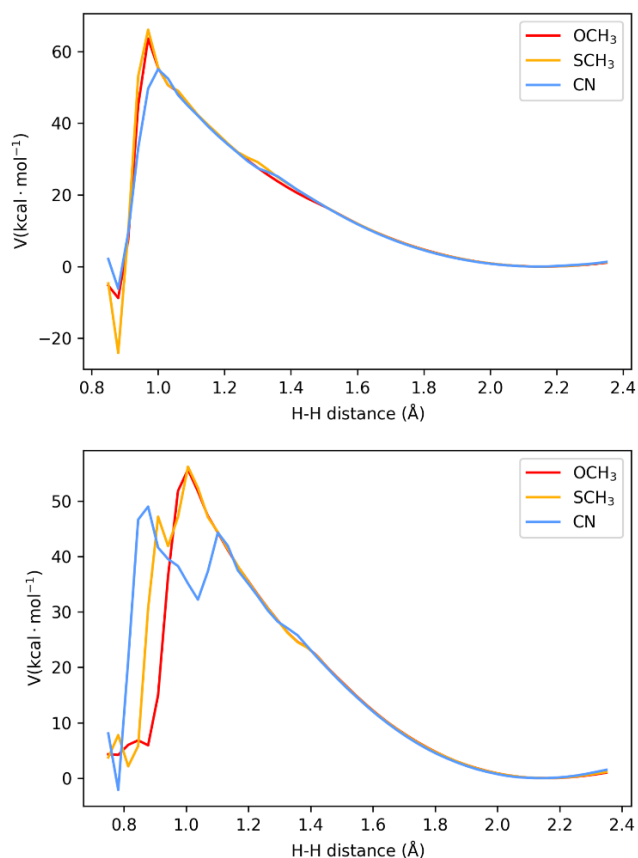 60
40
20
0
−20
V(kcal · mol⁻¹)
OCH₃
SCH₃
CN
0.8 1.0 1.2 1.4 1.6 1.8 2.0 2.2 2.4
H-H distance (Å)
50
40
30
20
10
0
V(kcal · mol⁻¹)
OCH₃
SCH₃
CN
0.8 1.0 1.2 1.4 1.6 1.8 2.0 2.2 2.4
H-H distance (Å)